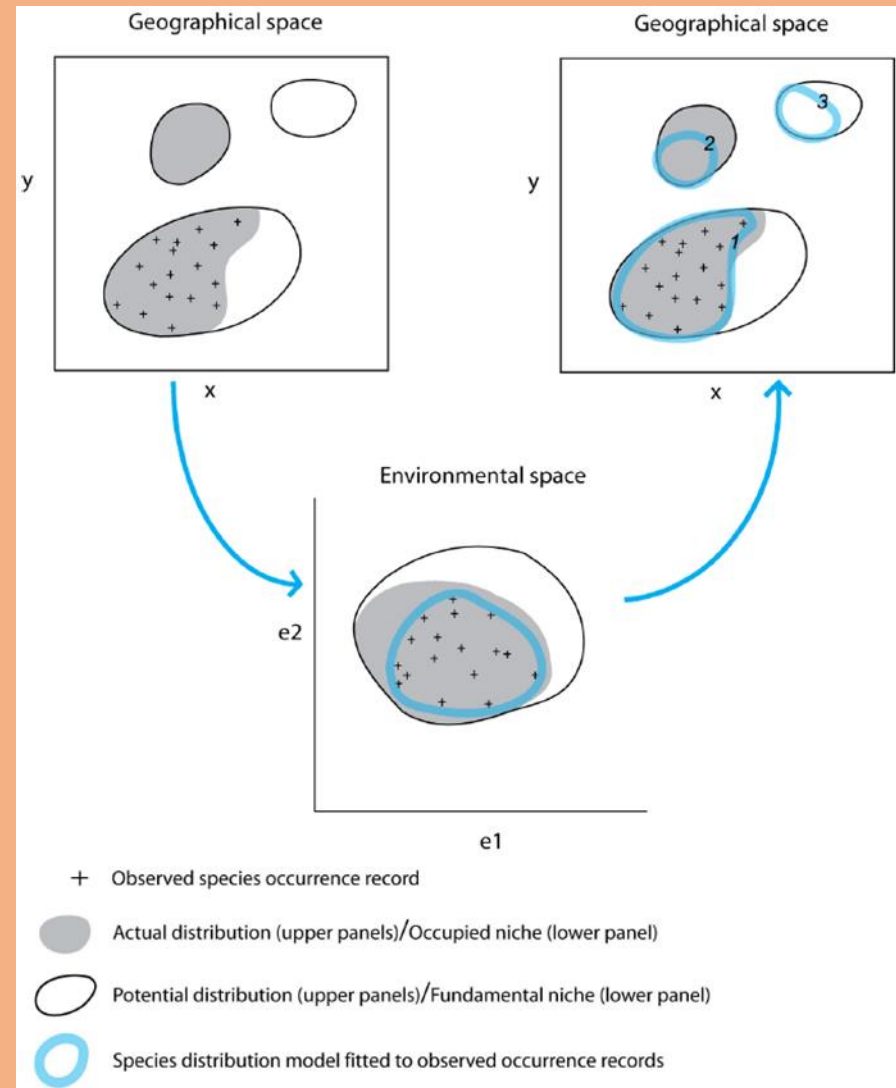 Geographical space
Geographical space
y
x
y
1
2
3
x
Environmental space
e2
e1
+ Observed species occurrence record
Actual distribution (upper panels)/Occupied niche (lower panel)
Potential distribution (upper panels)/Fundamental niche (lower panel)
Species distribution model fitted to observed occurrence records